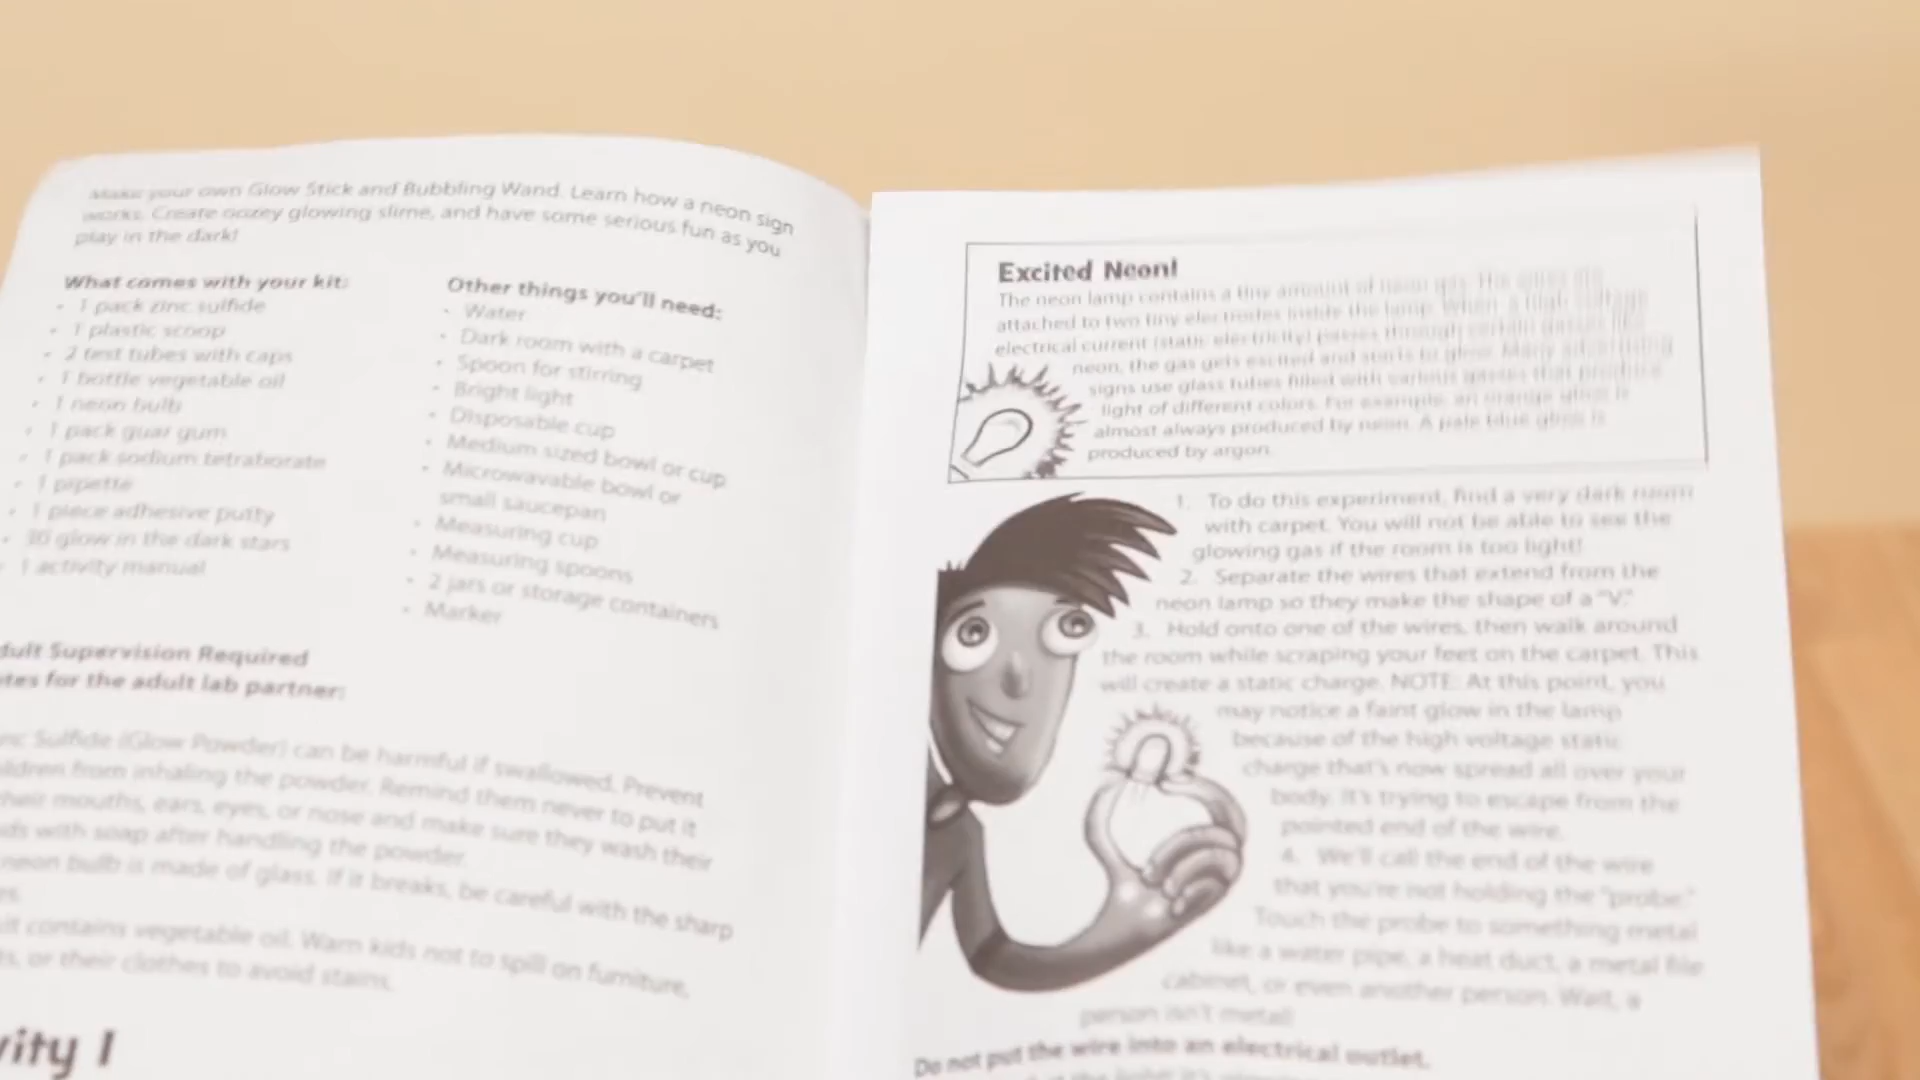 Make your own Glow Stick and Bubbling Wand. Learn how a neon sign
works. Create oozey glowing slime, and have some serious fun as you
play in the dark!
What comes with your kit:
• 1 pack zinc sulfide
• 1 plastic scoop
• 2 test tubes with caps
• 1 bottle vegetable oil
• 1 neon bulb
• 1 pack guar gum
• 1 pack sodium tetraborate
• 1 pipette
• 1 piece adhesive putty
• 30 glow in the dark stars
• 1 activity manual
Other things you'll need:
• Water
• Dark room with a carpet
• Spoon for stirring
• Bright light
• Disposable cup
• Medium sized bowl or cup
• Microwavable bowl or
small saucepan
• Measuring cup
• Measuring spoons
• 2 jars or storage containers
• Marker
dult Supervision Required
tes for the adult lab partner:
nc Sulfide (Glow Powder) can be harmful if swallowed. Prevent
ildren from inhaling the powder. Remind them never to put it
their mouths, ears, eyes, or nose and make sure they wash their
ds with soap after handling the powder.
neon bulb is made of glass. If it breaks, be careful with the sharp
es.
it contains vegetable oil. Warn kids not to spill on furniture,
ts, or their clothes to avoid stains.
vity 1
Excited Neon!
The neon lamp contains a tiny amount of neon gas. The wires are
attached to two tiny electrodes inside the lamp. When a high voltage
electrical current (static electricity) passes through certain gasses like
neon, the gas gets excited and starts to glow. Many advertising
signs use glass tubes filled with various gasses that produce
light of different colors. For example, an orange glow is
almost always produced by neon. A pale blue glow is
produced by argon.
1. To do this experiment, find a very dark room
with carpet. You will not be able to see the
glowing gas if the room is too light!
2. Separate the wires that extend from the
neon lamp so they make the shape of a "V."
3. Hold onto one of the wires, then walk around
the room while scraping your feet on the carpet. This
will create a static charge. NOTE: At this point, you
may notice a faint glow in the lamp
because of the high voltage static
charge that's now spread all over your
body. It's trying to escape from the
pointed end of the wire.
4. We'll call the end of the wire
that you're not holding the "probe."
Touch the probe to something metal
like a water pipe, a heat duct, a metal file
cabinet, or even another person. Wait, a
person isn't metal!
Do not put the wire into an electrical outlet.